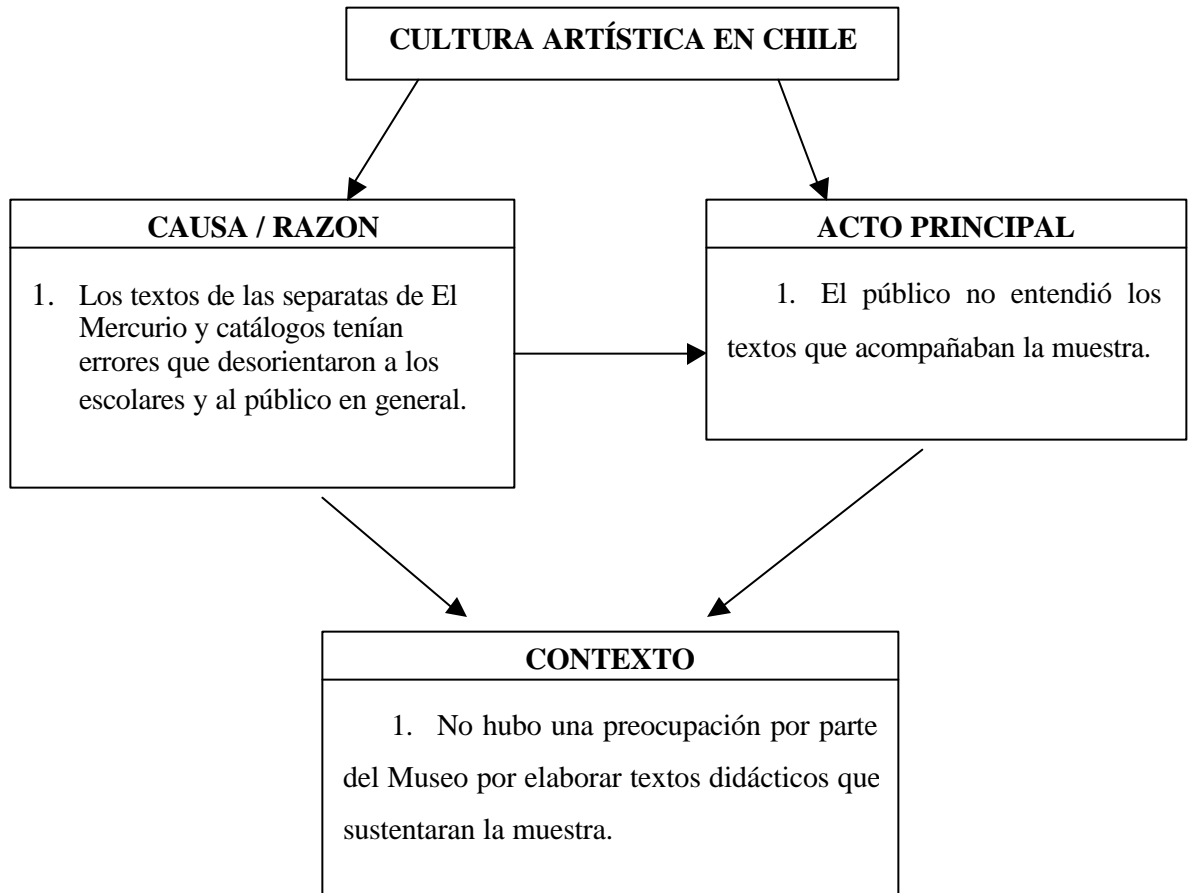 CULTURA ARTÍSTICA EN CHILE
CAUSA / RAZON
1. Los textos de las separatas de El
Mercurio y catálogos tenían
errores que desorientaron a los
escolares y al público en general.
ACTO PRINCIPAL
1. El público no entendió los
textos que acompañaban la muestra.
CONTEXTO
1. No hubo una preocupación por parte
del Museo por elaborar textos didácticos que
sustentaran la muestra.